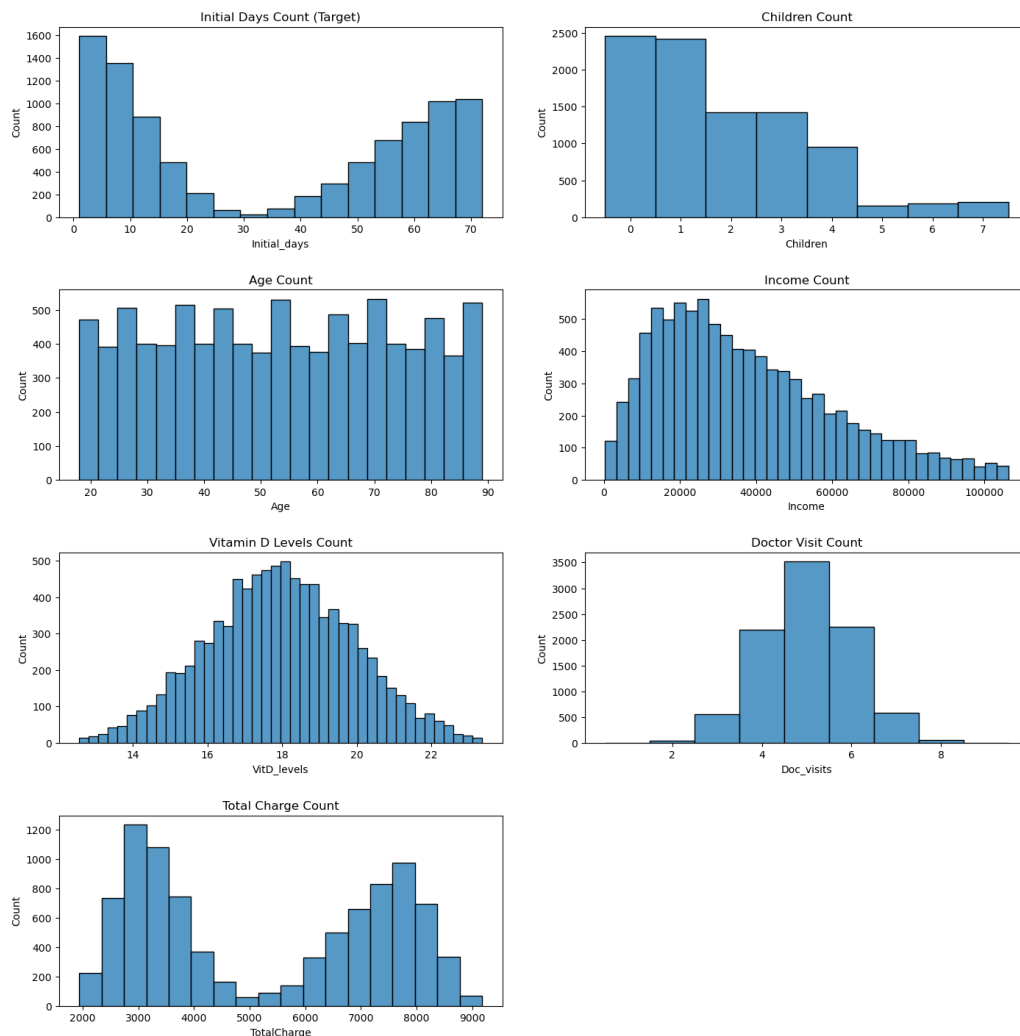 Initial Days Count (Target)
Count
1600
1400
1200
1000
800
600
400
200
0
0 10 20 30 40 50 60 70
Initial_days
Children Count
Count
2500
2000
1500
1000
500
0
0 1 2 3 4 5 6 7
Children
Age Count
Count
500
400
300
200
100
0
20 30 40 50 60 70 80 90
Age
Income Count
Count
500
400
300
200
100
0
0 20000 40000 60000 80000 100000
Income
Vitamin D Levels Count
Count
500
400
300
200
100
0
14 16 18 20 22
VitD_levels
Doctor Visit Count
Count
3500
3000
2500
2000
1500
1000
500
0
2 4 6 8
Doc_visits
Total Charge Count
Count
1200
1000
800
600
400
200
0
2000 3000 4000 5000 6000 7000 8000 9000
TotalCharge